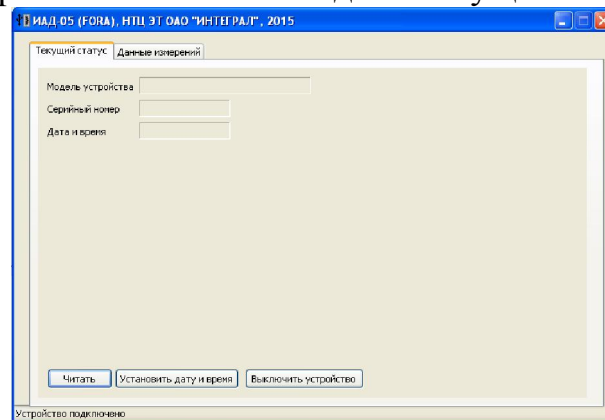 ИАД-05 (FORA), НТЦ ЭТ ОАО "ИНТЕГРАЛ", 2015
Текущий статус Данные измерений
Модель устройства
Серийный номер
Дата и время
Читать Установить дату и время Выключить устройство
Устройство подключено